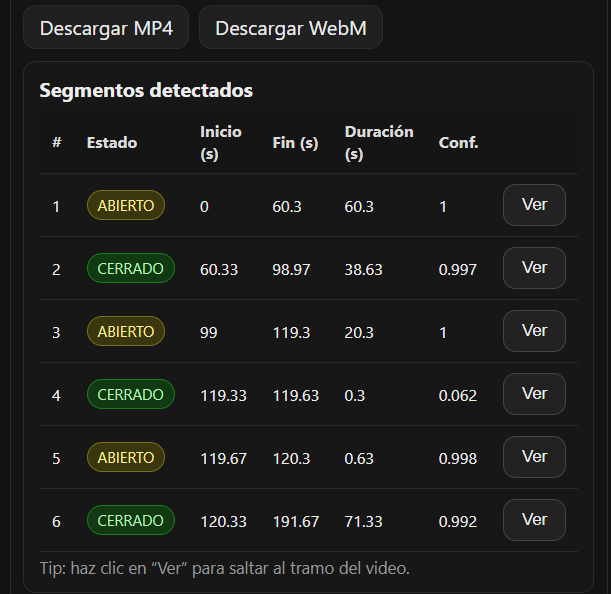 Descargar MP4 Descargar WebM
Segmentos detectados
# Estado Inicio (s) Fin (s) Duración (s) Conf.
1 ABIERTO 0 60.3 60.3 1 Ver
2 CERRADO 60.33 98.97 38.63 0.997 Ver
3 ABIERTO 99 119.3 20.3 1 Ver
4 CERRADO 119.33 119.63 0.3 0.062 Ver
5 ABIERTO 119.67 120.3 0.63 0.998 Ver
6 CERRADO 120.33 191.67 71.33 0.992 Ver
Tip: haz clic en “Ver” para saltar al tramo del video.